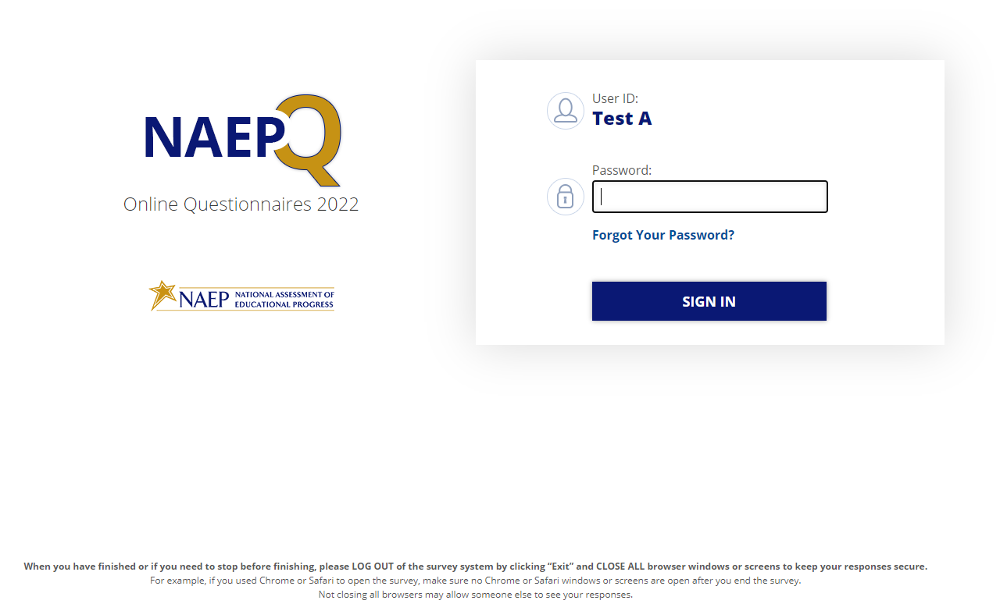 NAEPQ
Online Questionnaires 2022
NAEP NATIONAL ASSESSMENT OF
EDUCATIONAL PROGRESS
User ID:
Test A
Password:
Forgot Your Password?
SIGN IN
When you have finished or if you need to stop before finishing, please LOG OUT of the survey system by clicking “Exit” and CLOSE ALL browser windows or screens to keep your responses secure.
For example, if you used Chrome or Safari to open the survey, make sure no Chrome or Safari windows or screens are open after you end the survey.
Not closing all browsers may allow someone else to see your responses.